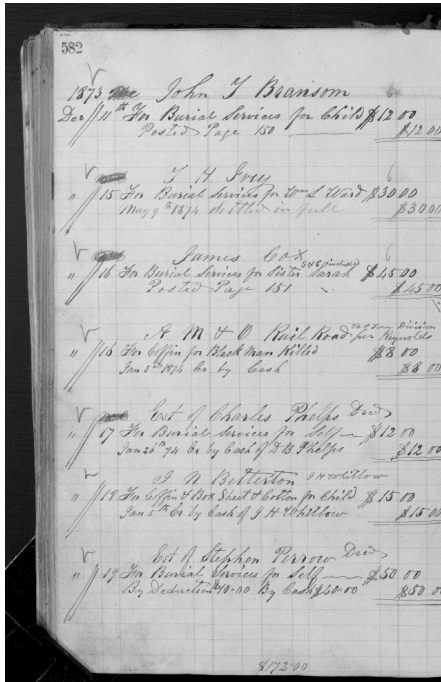 582
1873 John T Bransom
Dec 11th For Burial Services for Child $12 00
Posted Page 150 $12 00
T H Ivey
" 15 For Burial Services for Wm S Ward $30 00
May 9th 1874 Settled in full $30 00
James Cox
" 16 For Burial Services for Sister Sarah $45 00
Posted Page 151 $45 00
A M & O Rail Road per Reynolds
" 16 For Coffin for Black Man Killed $8 00
Jan 3rd 1874 Cr by Cash $8 00
Est of Charles Phelps Decd
" 17 For Burial Services for Self $12 00
Jan 26th 74 Cr by Cash of D B Phelps $12 00
J N Betterton J H Whitlow
" 18 For Coffin & Box Sheet & Cotton for Child $15 00
Jan 5th Cr by Cash of J H Whitlow $15 00
Est of Stephen Perrow Decd
" 19 For Burial Services for Self $50 00
By Deduction $10-00 By Cash $40-00 $50 00
$172-00